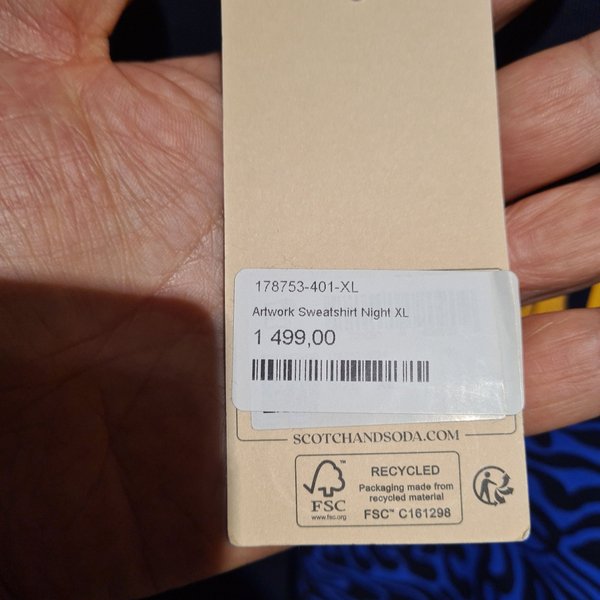 178753-401-XL
Artwork Sweatshirt Night XL
1 499,00
SCOTCHANDSODA.COM
FSC™
www.fsc.org
RECYCLED
Packaging made from
recycled material
FSC™ C161298